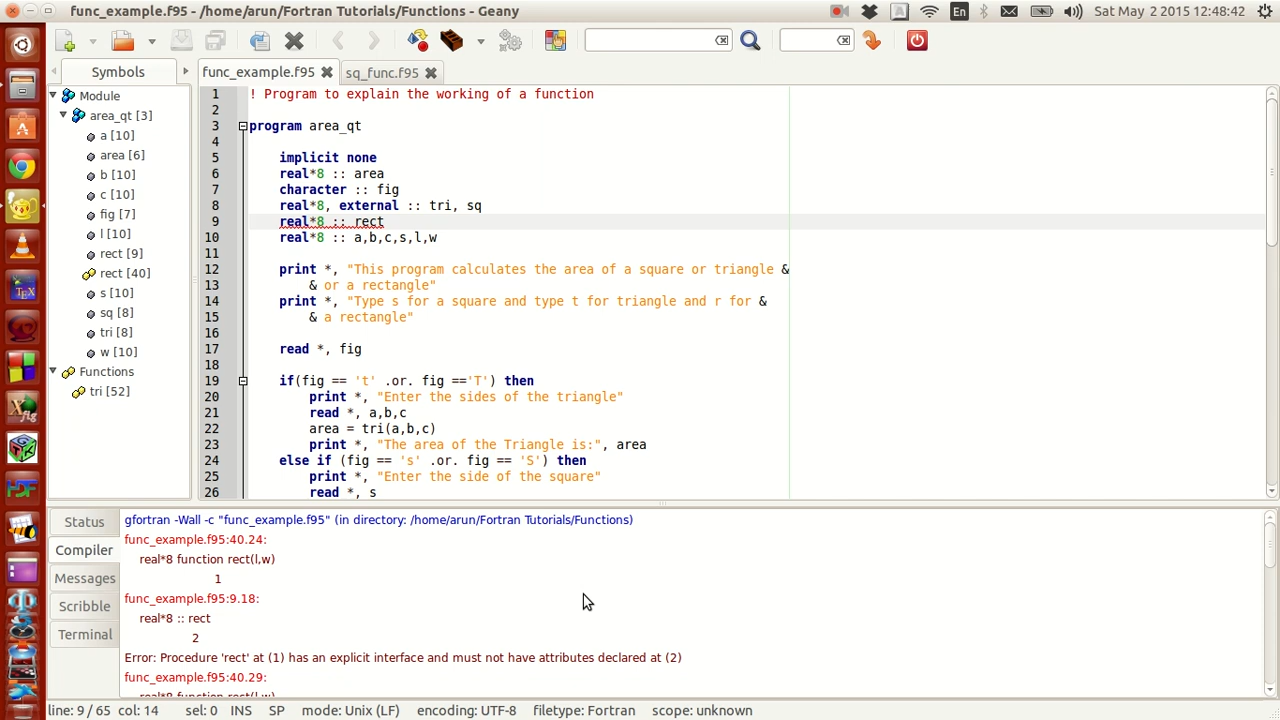 func_example.f95 - /home/arun/Fortran Tutorials/Functions - Geany
En
Sat May 2 2015 12:48:42
Symbols
func_example.f95
sq_func.f95
Module
area_qt [3]
a [10]
area [6]
b [10]
c [10]
fig [7]
l [10]
rect [9]
rect [40]
s [10]
sq [8]
tri [8]
w [10]
Functions
tri [52]
1 ! Program to explain the working of a function
2
3 program area_qt
4
5 implicit none
6 real*8 :: area
7 character :: fig
8 real*8, external :: tri, sq
9 real*8 :: rect
10 real*8 :: a,b,c,s,l,w
11
12 print *, "This program calculates the area of a square or triangle &
13 & or a rectangle"
14 print *, "Type s for a square and type t for triangle and r for &
15 & a rectangle"
16
17 read *, fig
18
19 if(fig == 't' .or. fig =='T') then
20 print *, "Enter the sides of the triangle"
21 read *, a,b,c
22 area = tri(a,b,c)
23 print *, "The area of the Triangle is:", area
24 else if (fig == 's' .or. fig == 'S') then
25 print *, "Enter the side of the square"
26 read *, s
Status
Compiler
Messages
Scribble
Terminal
gfortran -Wall -c "func_example.f95" (in directory: /home/arun/Fortran Tutorials/Functions)
func_example.f95:40.24:
real*8 function rect(l,w)
1
func_example.f95:9.18:
real*8 :: rect
2
Error: Procedure 'rect' at (1) has an explicit interface and must not have attributes declared at (2)
func_example.f95:40.29:
real*8 function rect(l,w)
line: 9 / 65 col: 14 sel: 0 INS SP mode: Unix (LF) encoding: UTF-8 filetype: Fortran scope: unknown